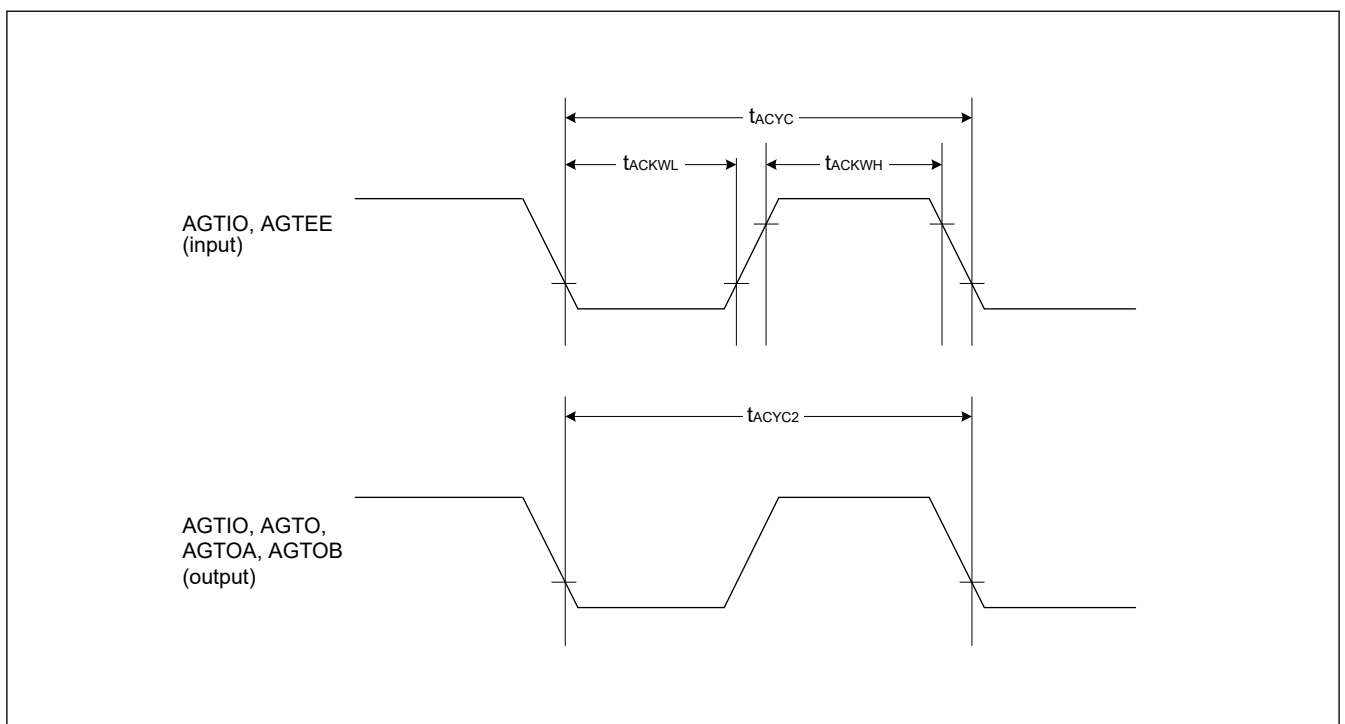 tACYC
tACKWL
tACKWH
AGTIO, AGTEE
(input)
tACYC2
AGTIO, AGTO,
AGTOA, AGTOB
(output)